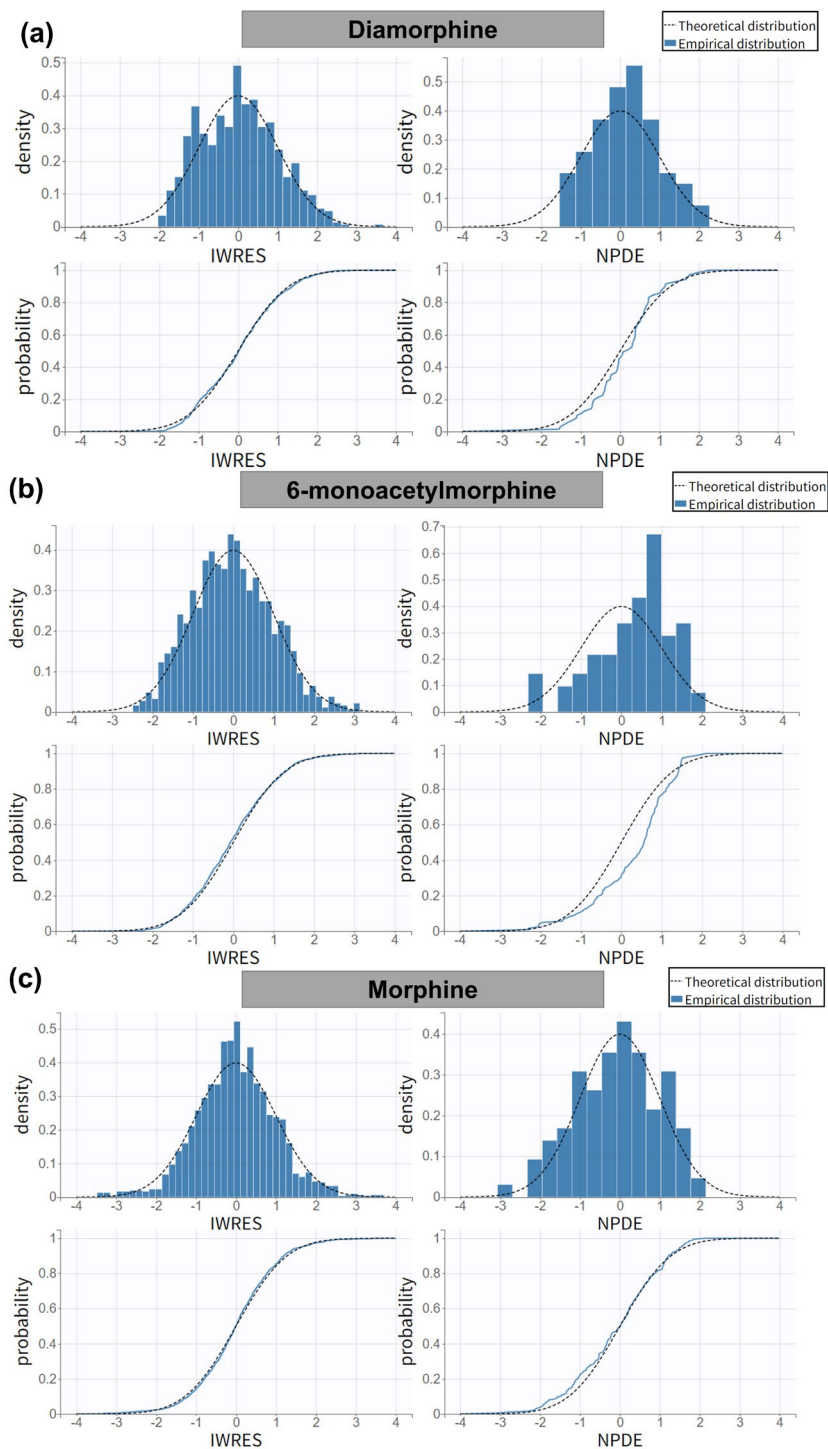 (a)
Diamorphine
Theoretical distribution
Empirical distribution
0.5
0.4
0.3
0.2
0.1
0
density
-4 -3 -2 -1 0 1 2 3 4
IWRES
0.5
0.4
0.3
0.2
0.1
0
density
-4 -3 -2 -1 0 1 2 3 4
NPDE
1
0.8
0.6
0.4
0.2
0
probability
-4 -3 -2 -1 0 1 2 3 4
IWRES
1
0.8
0.6
0.4
0.2
0
probability
-4 -3 -2 -1 0 1 2 3 4
NPDE
(b)
6-monoacetylmorphine
Theoretical distribution
Empirical distribution
0.4
0.3
0.2
0.1
0
density
-4 -3 -2 -1 0 1 2 3 4
IWRES
0.7
0.6
0.5
0.4
0.3
0.2
0.1
0
density
-4 -3 -2 -1 0 1 2 3 4
NPDE
1
0.8
0.6
0.4
0.2
0
probability
-4 -3 -2 -1 0 1 2 3 4
IWRES
1
0.8
0.6
0.4
0.2
0
probability
-4 -3 -2 -1 0 1 2 3 4
NPDE
(c)
Morphine
Theoretical distribution
Empirical distribution
0.5
0.4
0.3
0.2
0.1
0
density
-4 -3 -2 -1 0 1 2 3 4
IWRES
0.4
0.3
0.2
0.1
0
density
-4 -3 -2 -1 0 1 2 3 4
NPDE
1
0.8
0.6
0.4
0.2
0
probability
-4 -3 -2 -1 0 1 2 3 4
IWRES
1
0.8
0.6
0.4
0.2
0
probability
-4 -3 -2 -1 0 1 2 3 4
NPDE